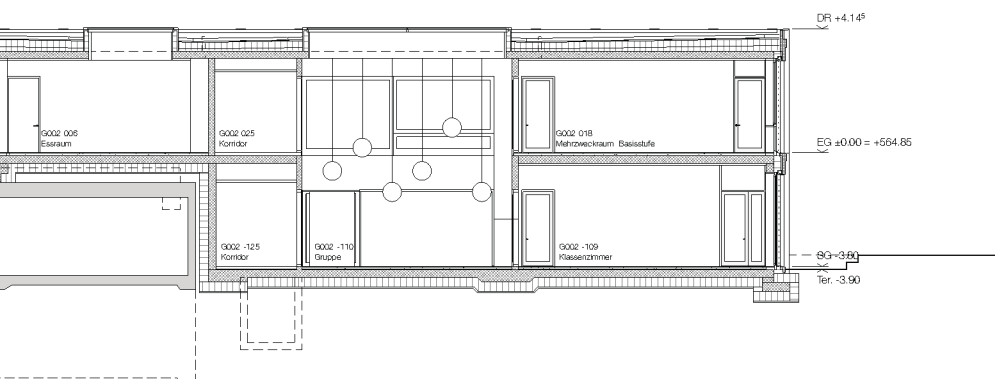 DR +4.14⁵
G002 006
Essraum
G002 025
Korridor
G002 018
Mehrzweckraum Basisstufe
EG ±0.00 = +564.85
G002 -125
Korridor
G002 -110
Gruppe
G002 -109
Klassenzimmer
SG -3.80
Ter. -3.90